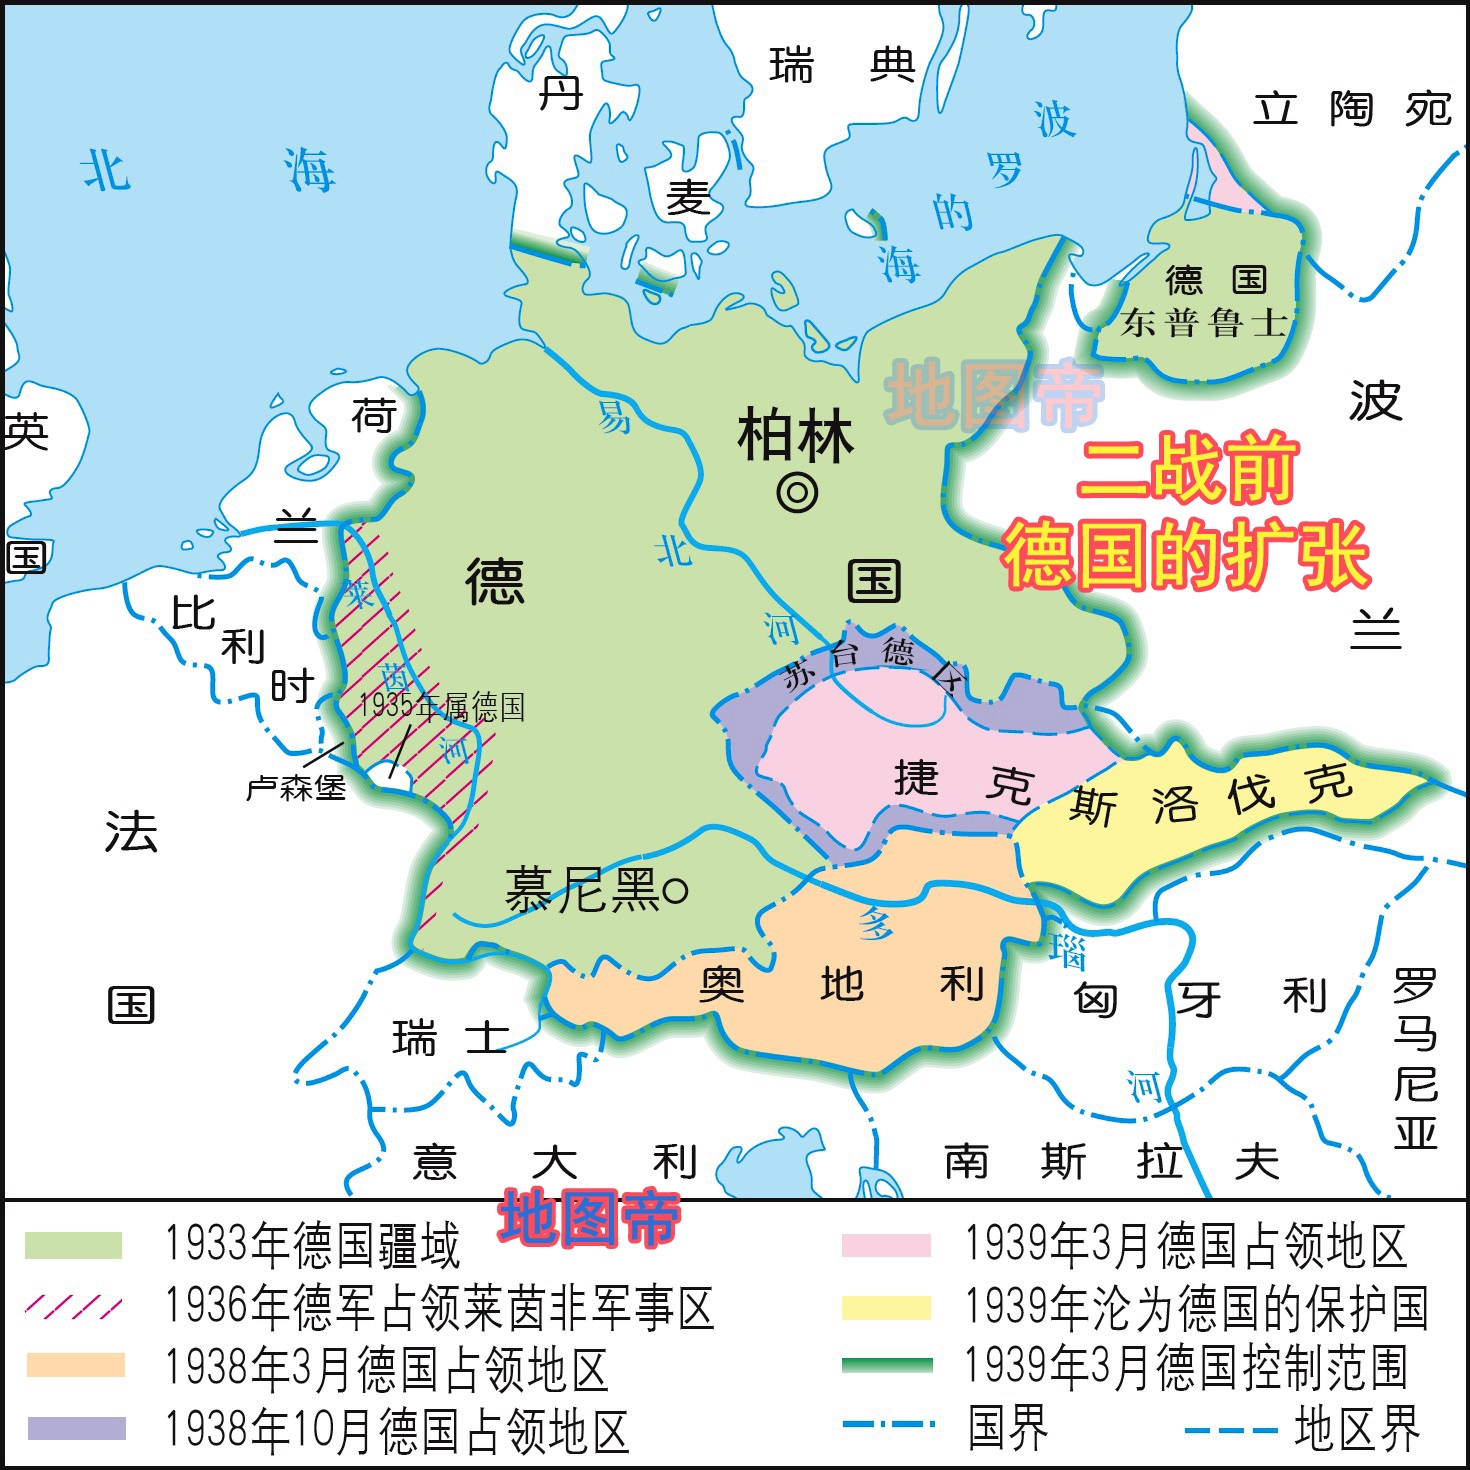 北 海
丹 麦
瑞 典
波 罗 的 海
立 陶 宛
德 国
东普鲁士
英 国
荷 兰
地图帝
二战前
德国的扩张
波 兰
柏林
德 国
易 北 河
莱 茵 河
比 利 时
1935年属德国
卢森堡
苏 台 德 区
捷 克 斯 洛 伐 克
法 国
慕尼黑
多 瑙 河
奥 地 利
瑞 士
匈 牙 利
罗马尼亚
意 大 利
南 斯 拉 夫
地图帝
1933年德国疆域
1936年德军占领莱茵非军事区
1938年3月德国占领地区
1938年10月德国占领地区
1939年3月德国占领地区
1939年沦为德国的保护国
1939年3月德国控制范围
国界
地区界